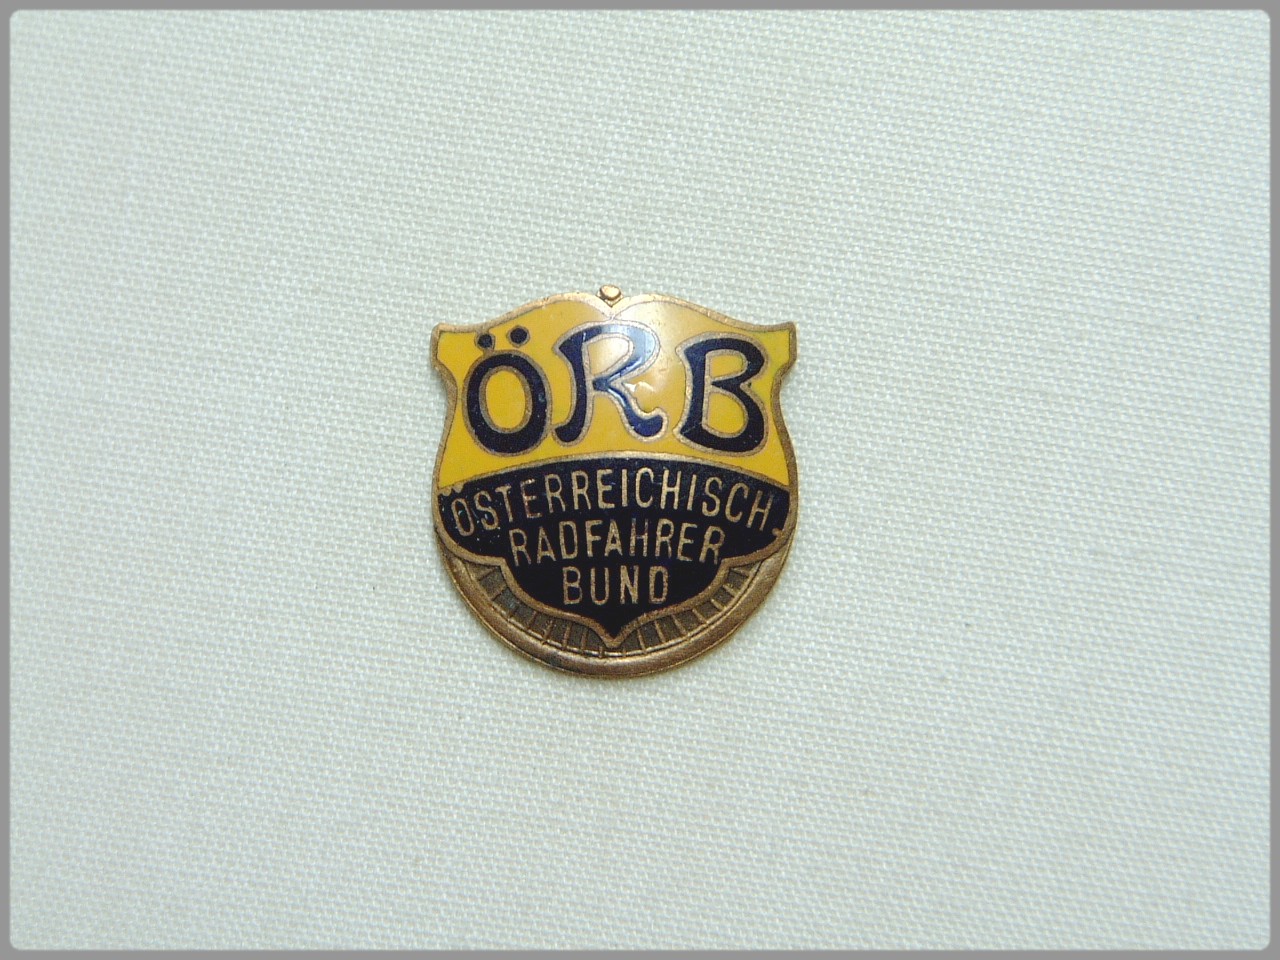 ÖRB
ÖSTERREICHISCH.
RADFAHRER
BUND